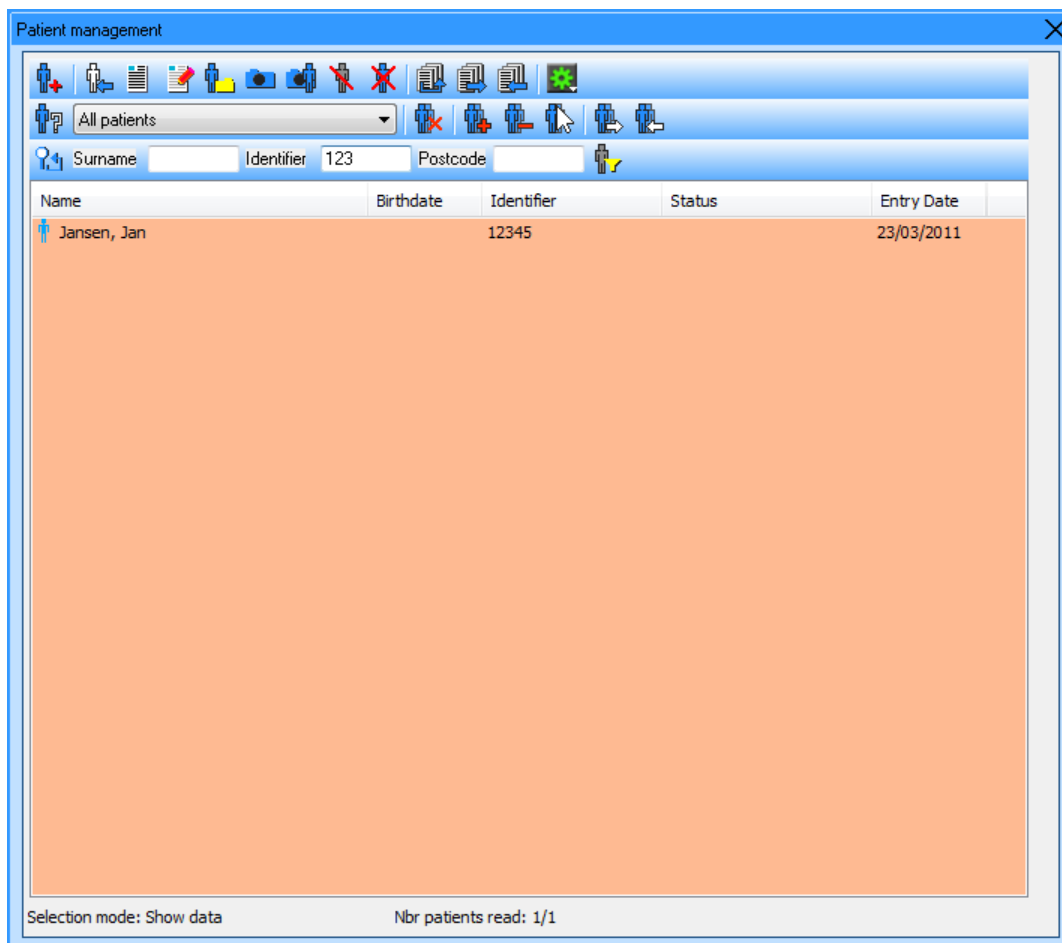 Patient management
All patients
Surname Identifier 123 Postcode
Name Birthdate Identifier Status Entry Date
Jansen, Jan 12345 23/03/2011
Selection mode: Show data Nbr patients read: 1/1